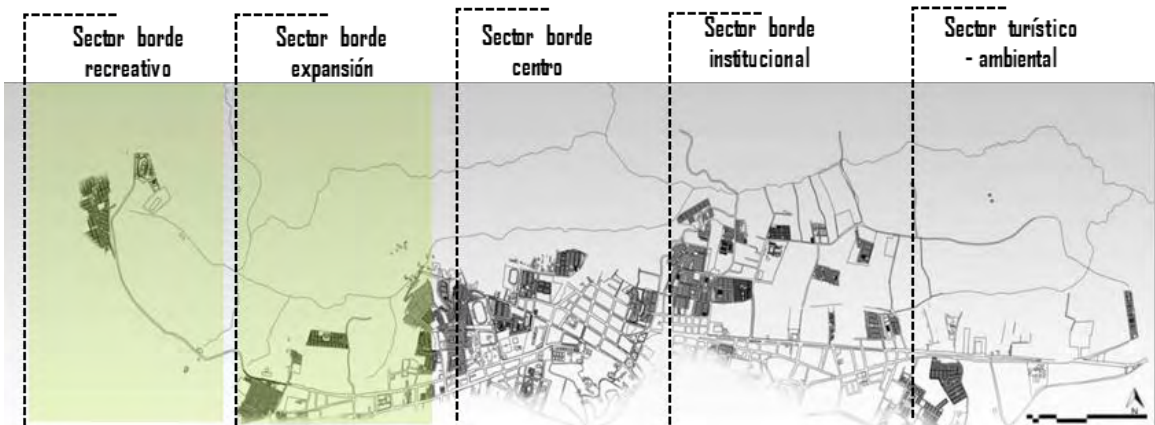 Sector borde
recreativo
Sector borde
expansión
Sector borde
centro
Sector borde
institucional
Sector turístico
- ambiental
N